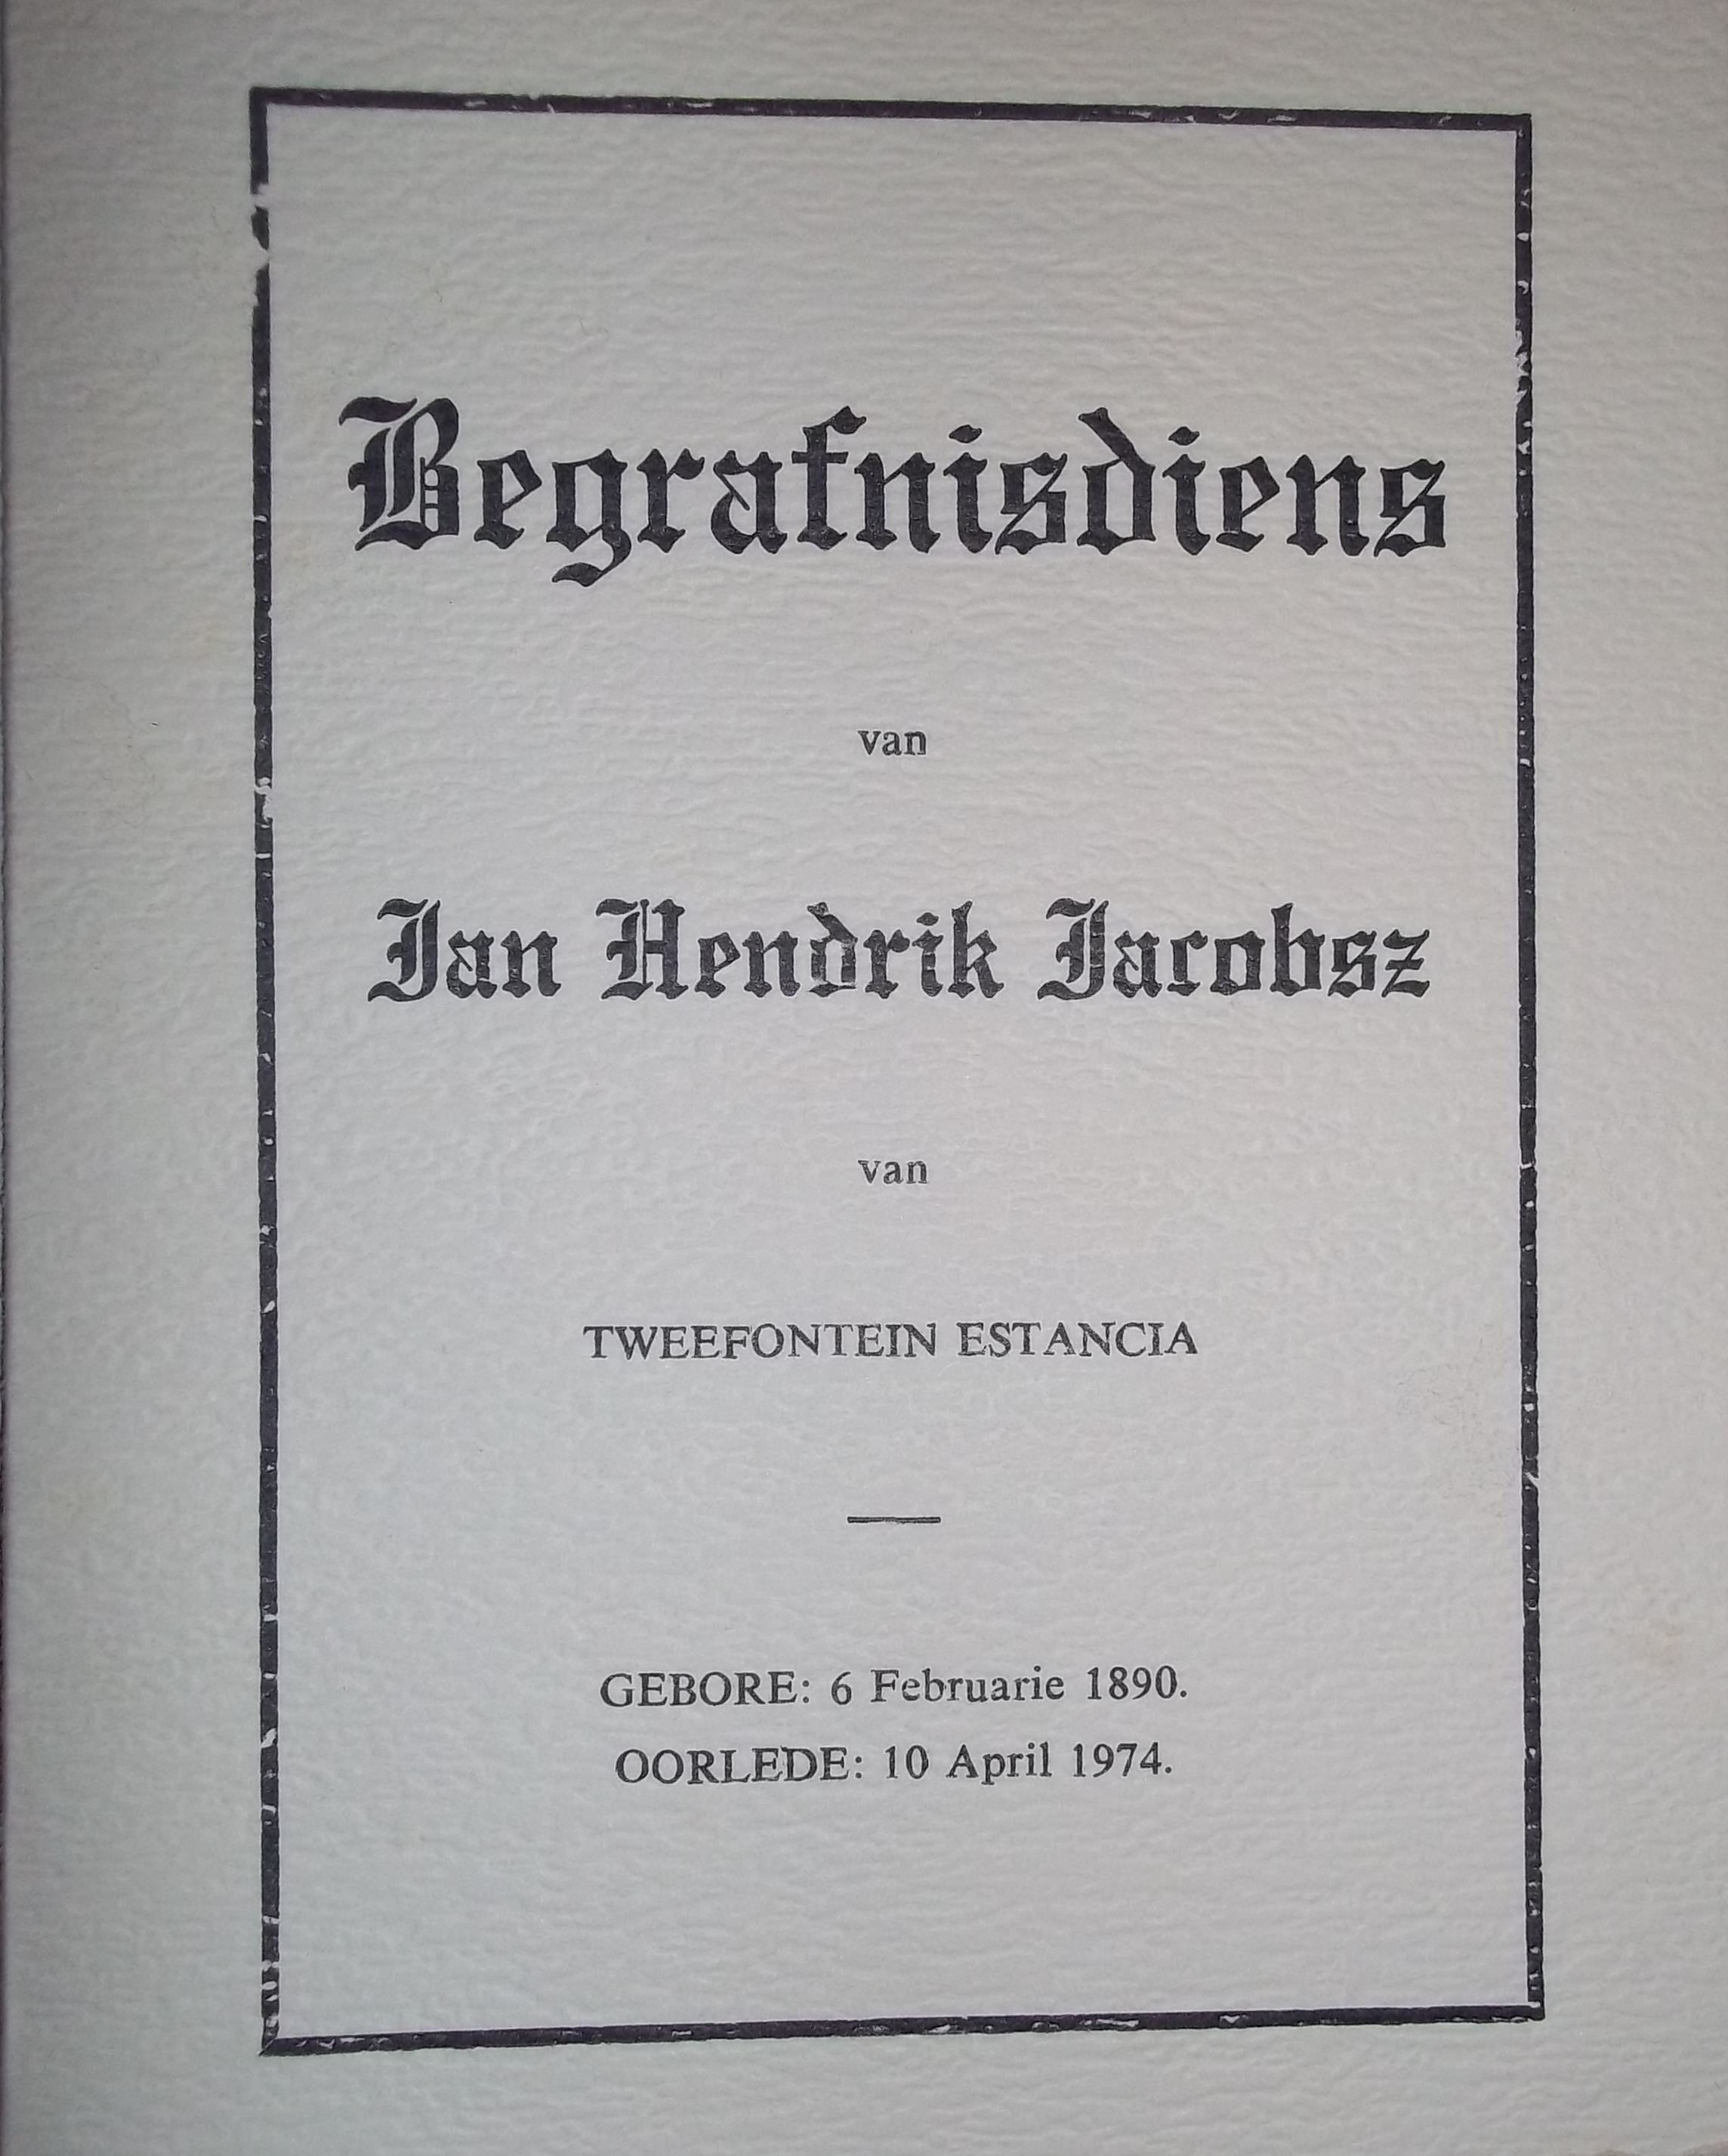 Begrafnisdiens
van
Jan Hendrik Jacobsz
van
TWEEFONTEIN ESTANCIA
GEBORE: 6 Februarie 1890.
OORLEDE: 10 April 1974.